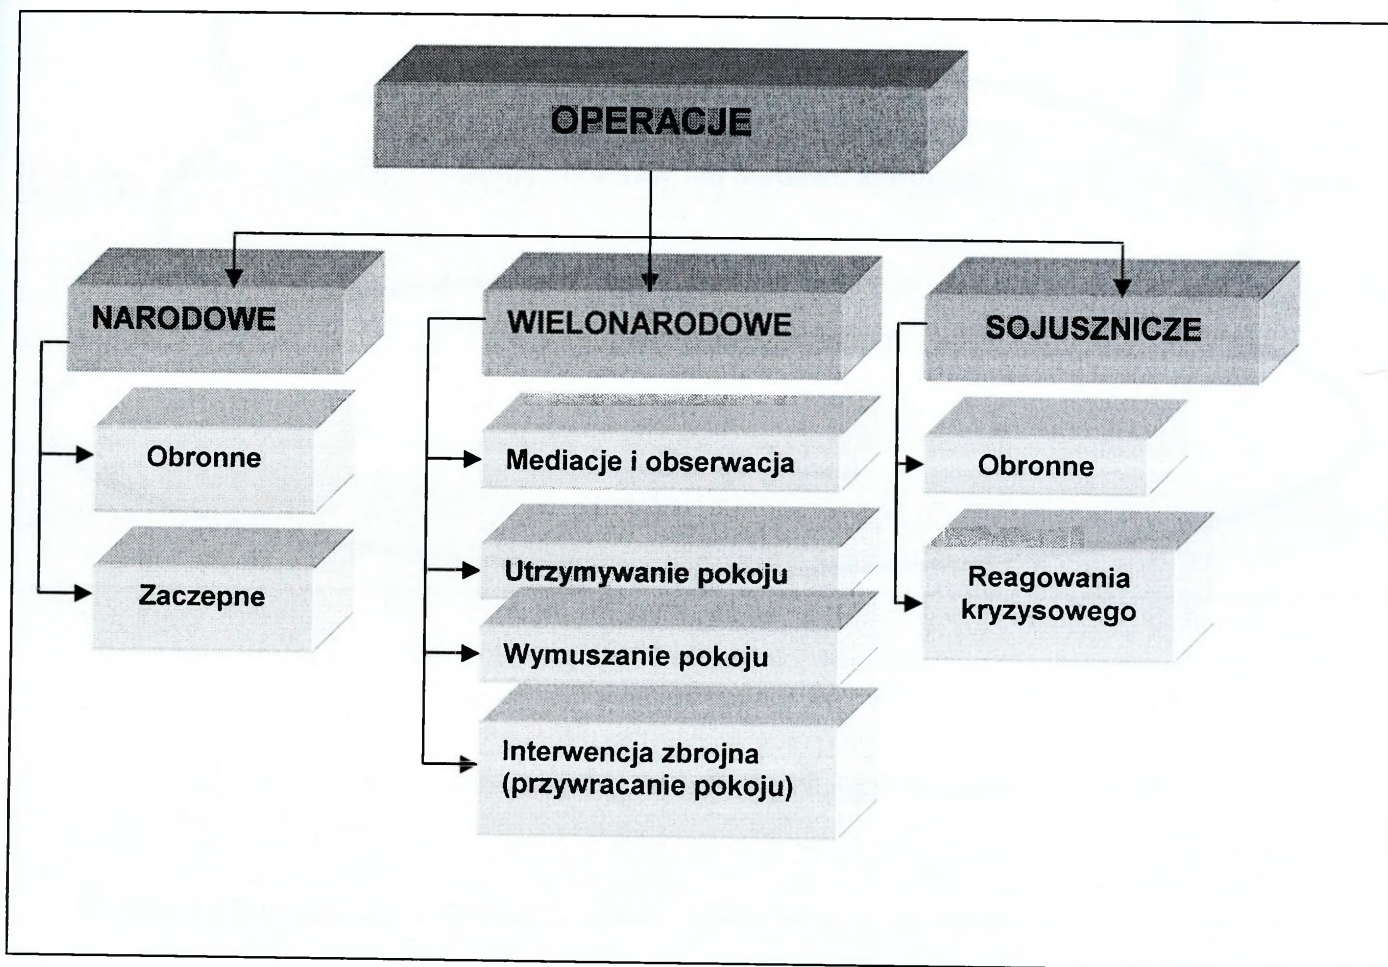 OPERACJE
NARODOWE
Obronne
Zaczepne
WIELONARODOWE
Mediacje i obserwacja
Utrzymywanie pokoju
Wymuszanie pokoju
Interwencja zbrojna
(przywracanie pokoju)
SOJUSZNICZE
Obronne
Reagowania
kryzysowego